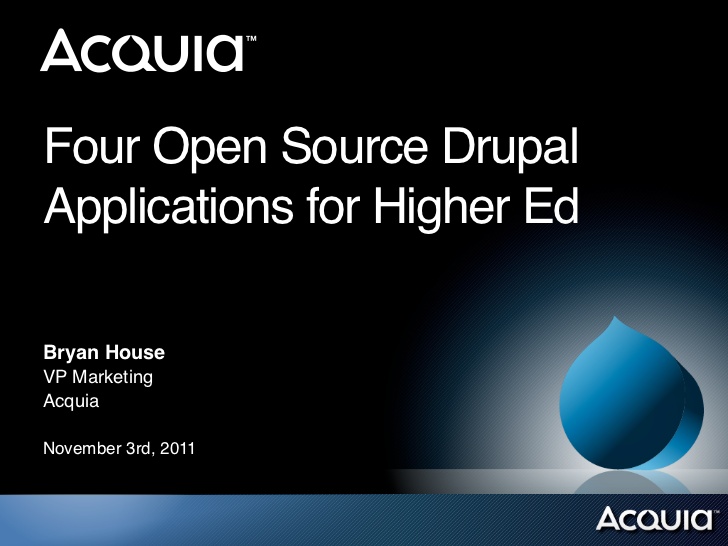 ACQUIA™
Four Open Source Drupal
Applications for Higher Ed
Bryan House
VP Marketing
Acquia
November 3rd, 2011
ACQUIA™